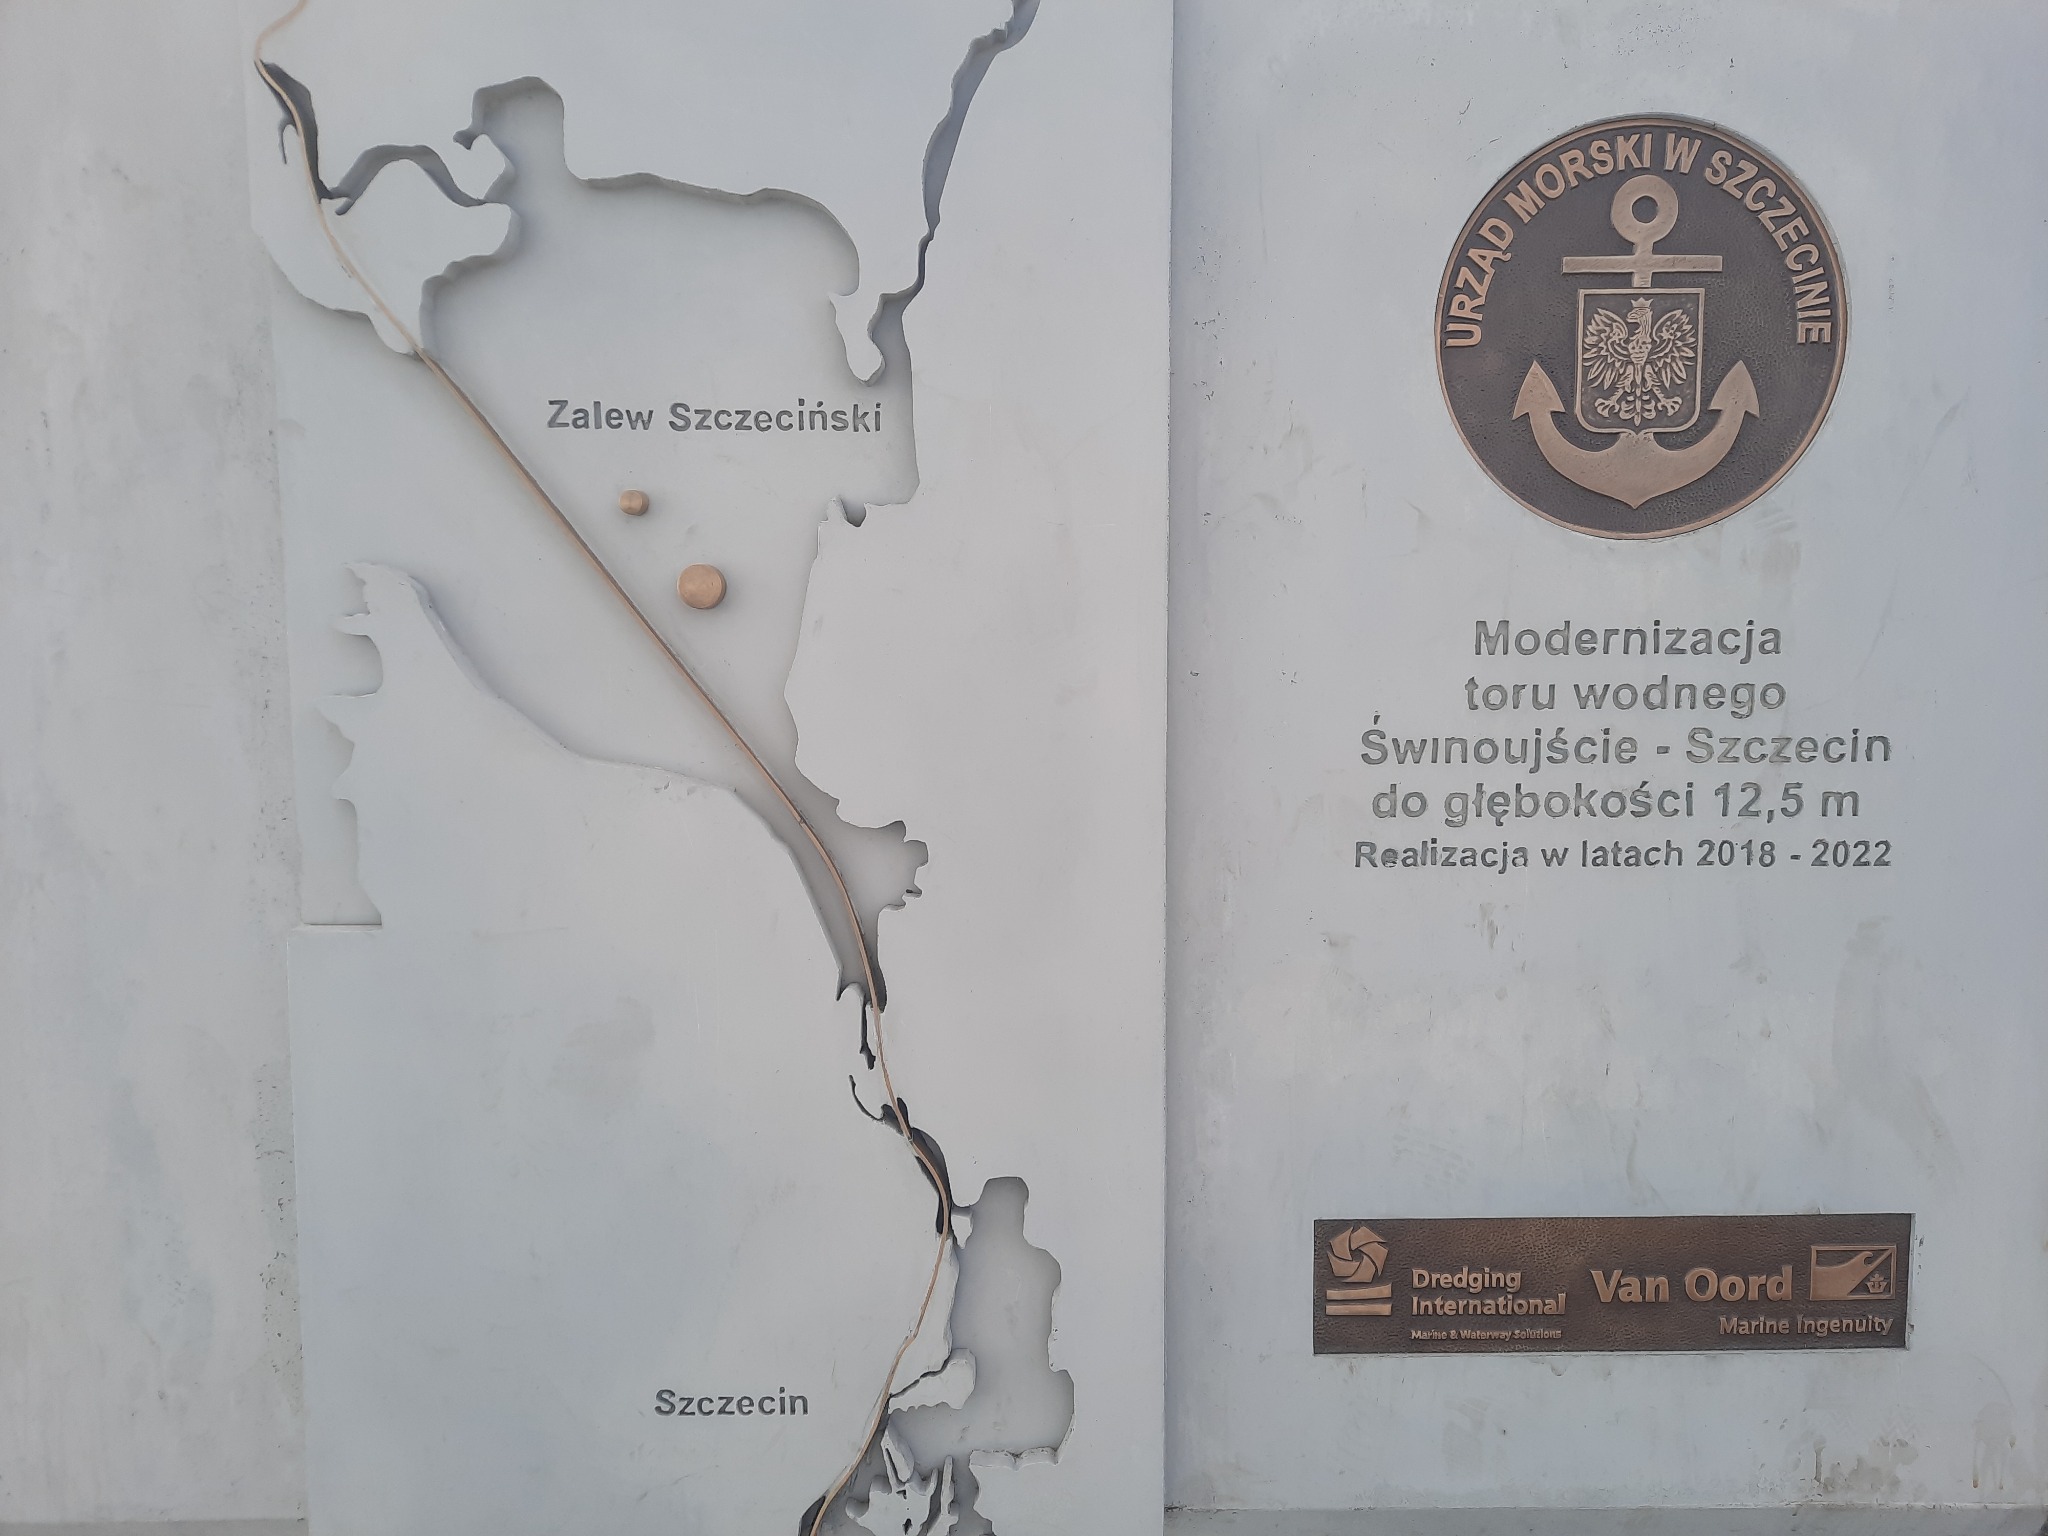 Zalew Szczeciński
Szczecin
URZĄD MORSKI W SZCZECINIE
Modernizacja
toru wodnego
Świnoujście - Szczecin
do głębokości 12,5 m
Realizacja w latach 2018 - 2022
Dredging
International
Marine & Waterway Solutions
Van Oord
Marine Ingenuity